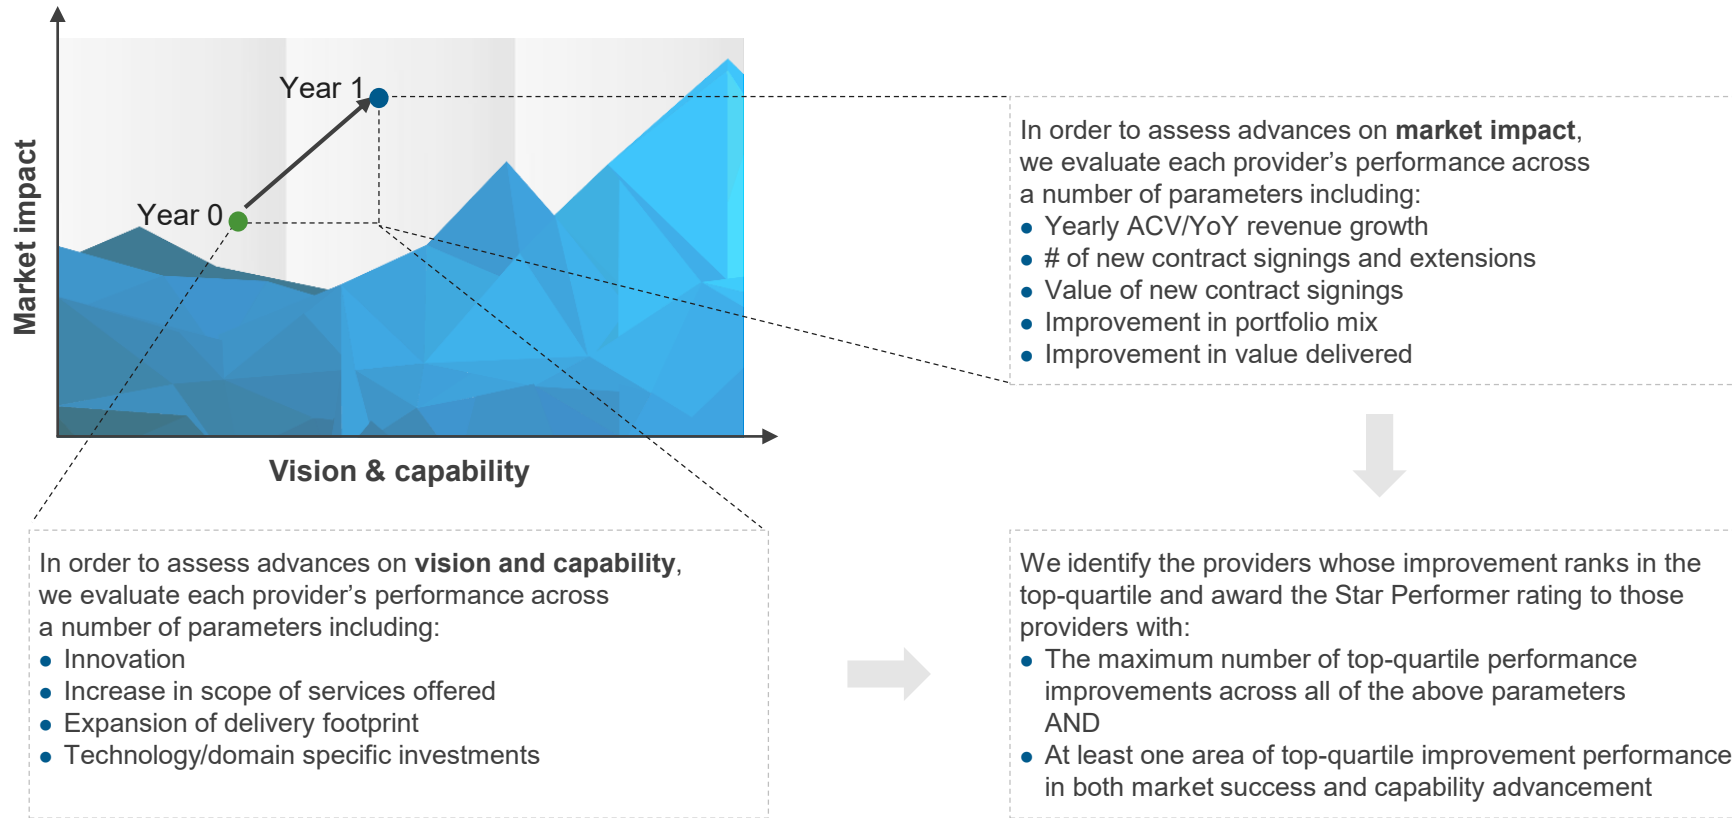 Year 1
Year 0
Market impact
Vision & capability
In order to assess advances on market impact,
we evaluate each provider’s performance across
a number of parameters including:
● Yearly ACV/YoY revenue growth
● # of new contract signings and extensions
● Value of new contract signings
● Improvement in portfolio mix
● Improvement in value delivered
In order to assess advances on vision and capability,
we evaluate each provider’s performance across
a number of parameters including:
● Innovation
● Increase in scope of services offered
● Expansion of delivery footprint
● Technology/domain specific investments
We identify the providers whose improvement ranks in the
top-quartile and award the Star Performer rating to those
providers with:
● The maximum number of top-quartile performance
improvements across all of the above parameters
AND
● At least one area of top-quartile improvement performance
in both market success and capability advancement